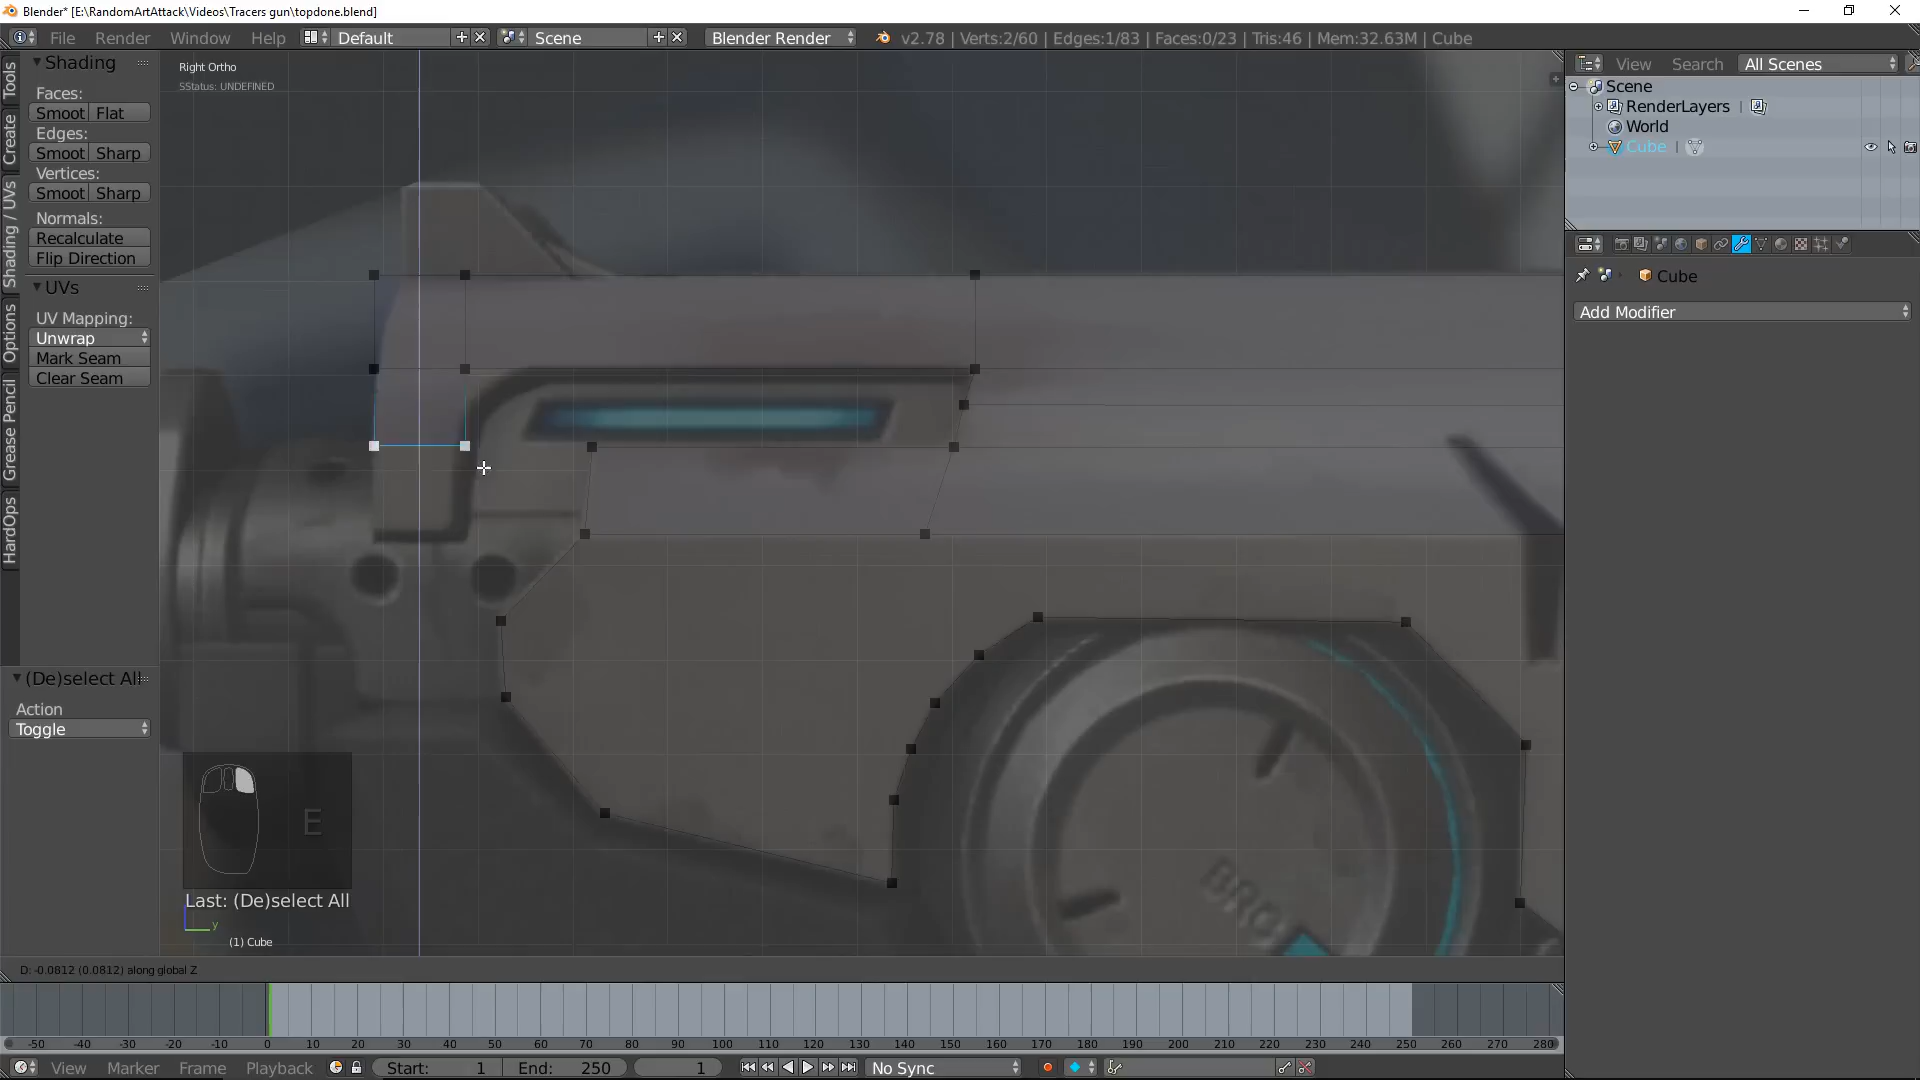 Blender* [E:\RandomArtAttack\Videos\Tracers gun\topdone.blend]
File Render Window Help Default Scene Blender Render v2.78 | Verts:2/60 | Edges:1/83 | Faces:0/23 | Tris:46 | Mem:32.63M | Cube
Tools
Create
Shading / UVs
Options
Grease Pencil
HardOps
Shading
Faces:
Smoot Flat
Edges:
Smoot Sharp
Vertices:
Smoot Sharp
Normals:
Recalculate
Flip Direction
UVs
UV Mapping:
Unwrap
Mark Seam
Clear Seam
(De)select All
Action
Toggle
Right Ortho
SStatus: UNDEFINED
E
Last: (De)select All
y
(1) Cube
D: -0.0812 (0.0812) along global Z
View Search All Scenes
Scene
RenderLayers |
World
Cube |
Cube
Add Modifier
-50 -40 -30 -20 -10 0 10 20 30 40 50 60 70 80 90 100 110 120 130 140 150 160 170 180 190 200 210 220 230 240 250 260 270 280
View Marker Frame Playback Start: 1 End: 250 1 No Sync